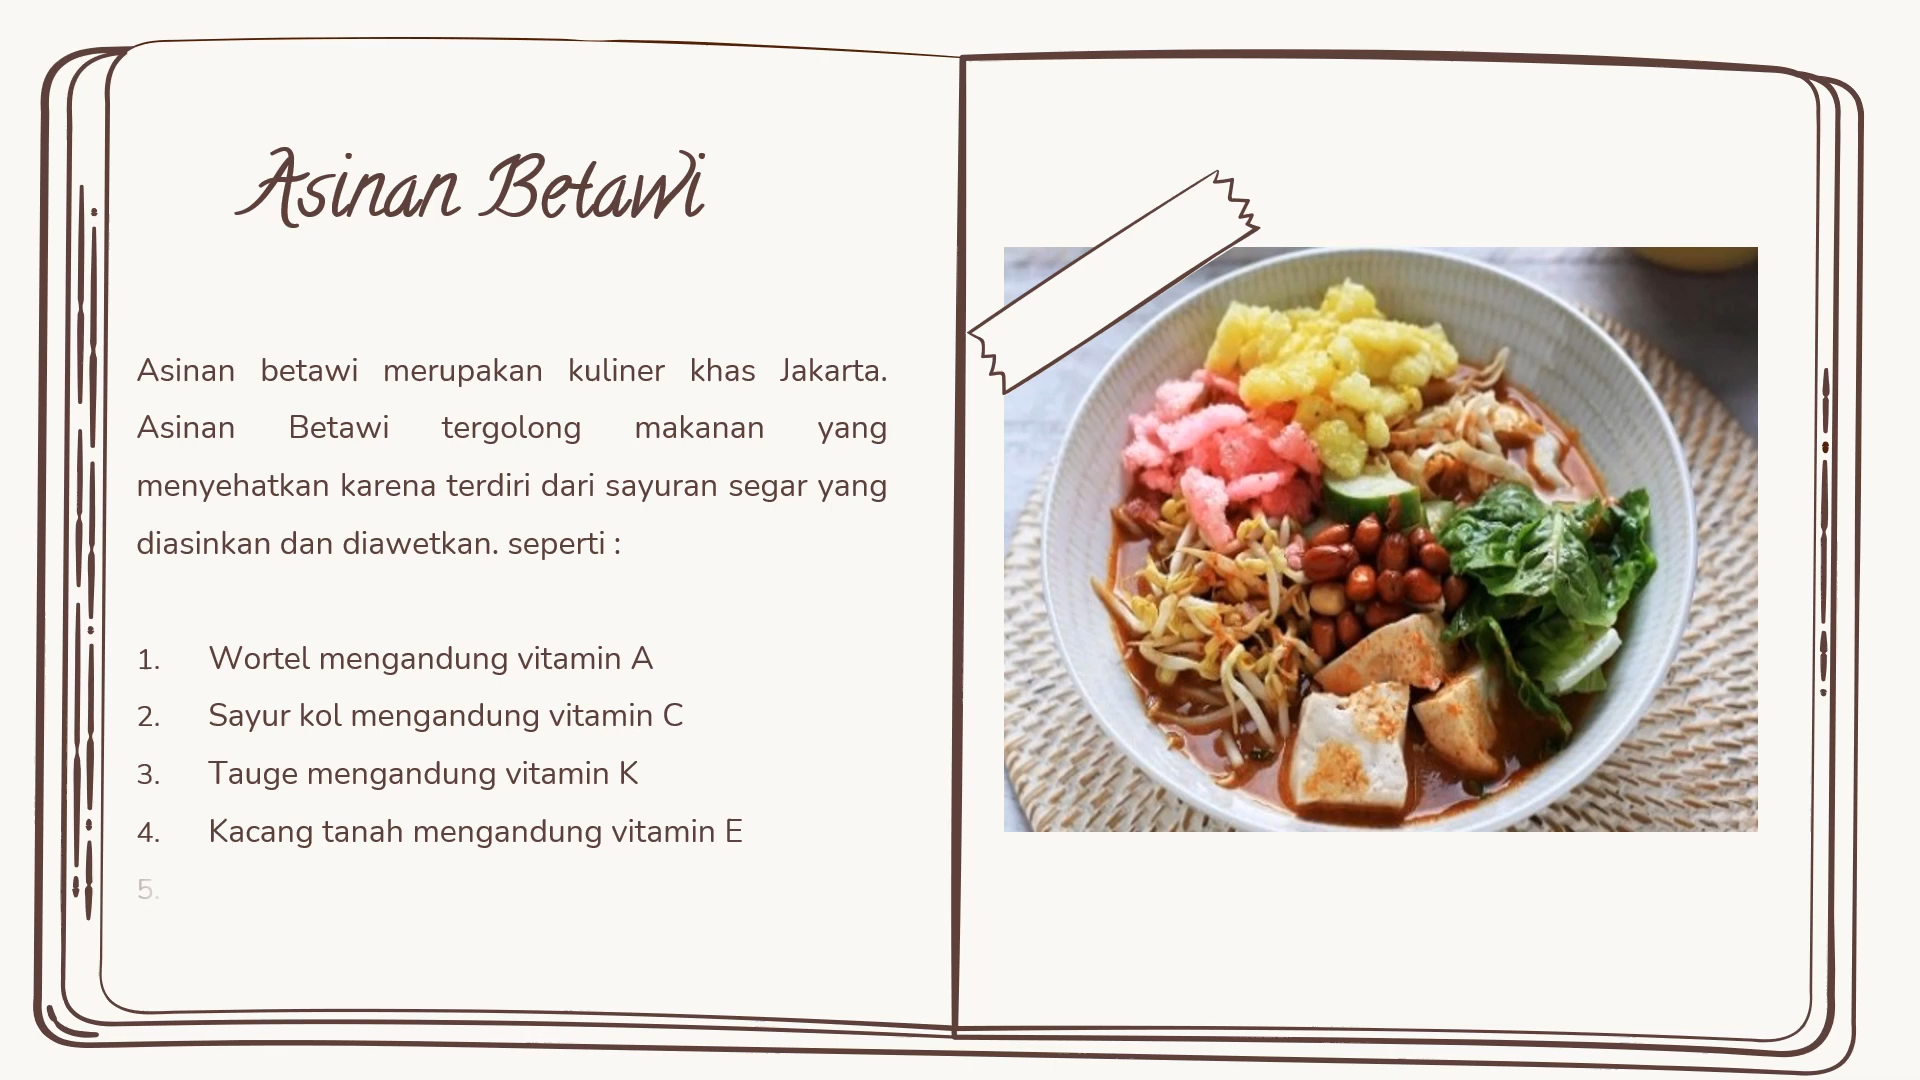 Asinan Betawi
Asinan betawi merupakan kuliner khas Jakarta.
Asinan Betawi tergolong makanan yang
menyehatkan karena terdiri dari sayuran segar yang
diasinkan dan diawetkan. seperti :
1. Wortel mengandung vitamin A
2. Sayur kol mengandung vitamin C
3. Tauge mengandung vitamin K
4. Kacang tanah mengandung vitamin E
5.